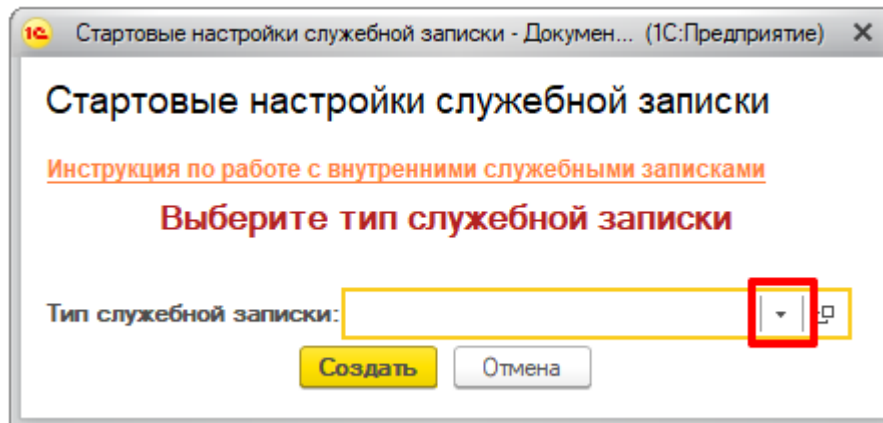 1С Стартовые настройки служебной записки - Докумен... (1С:Предприятие)
Стартовые настройки служебной записки
Инструкция по работе с внутренними служебными записками
Выберите тип служебной записки
Тип служебной записки:
Создать Отмена